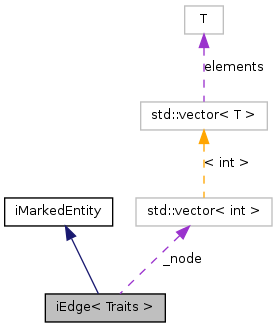 T
elements
std::vector< T >
< int >
iMarkedEntity
std::vector< int >
_node
iEdge< Traits >